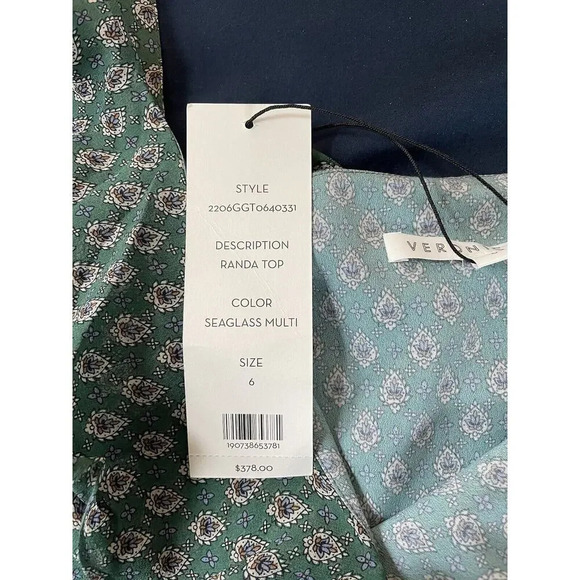 STYLE
2206GGT0640331
DESCRIPTION
RANDA TOP
COLOR
SEAGLASS MULTI
SIZE
6
190738653781
$378.00